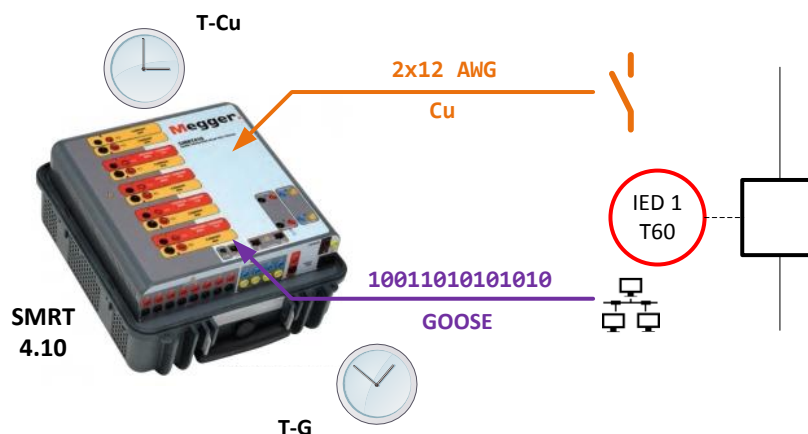 T-Cu
2x12 AWG
Cu
Megger
IED 1
T60
10011010101010
GOOSE
SMRT
4.10
T-G